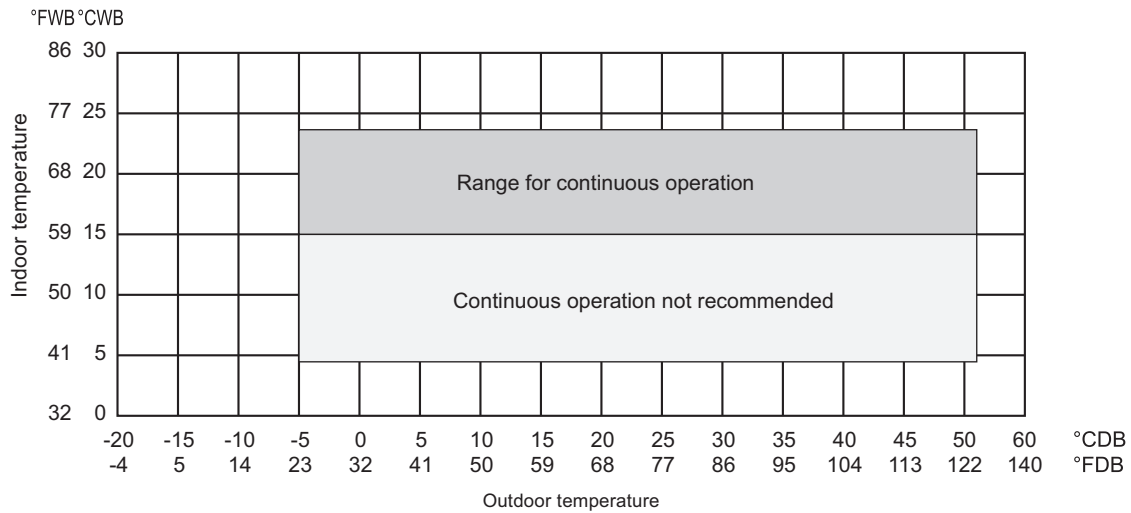 °FWB °CWB
86 30
77 25
68 20
59 15
50 10
41 5
32 0
Indoor temperature
Range for continuous operation
Continuous operation not recommended
-20 -15 -10 -5 0 5 10 15 20 25 30 35 40 45 50 60 °CDB
-4 5 14 23 32 41 50 59 68 77 86 95 104 113 122 140 °FDB
Outdoor temperature